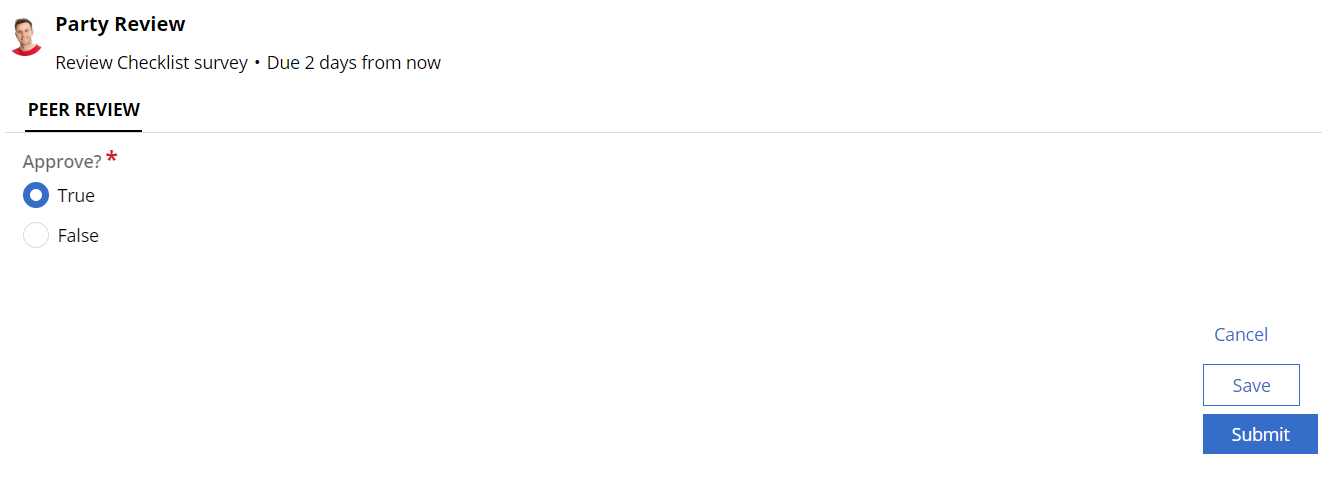 Party Review
Review Checklist survey • Due 2 days from now
PEER REVIEW
Approve? *
True
False
Cancel
Save
Submit